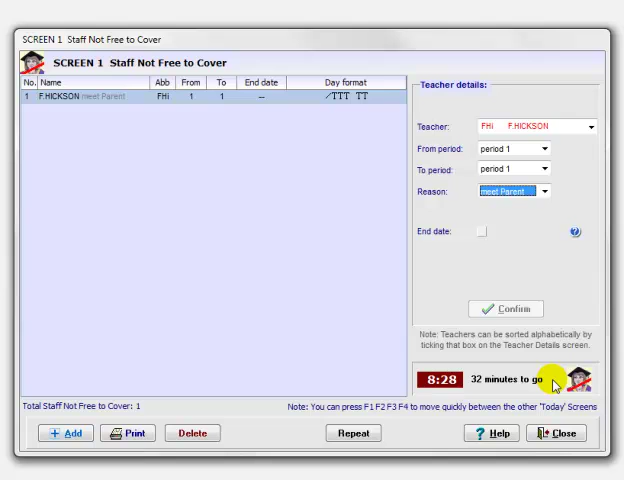 SCREEN 1 Staff Not Free to Cover
SCREEN 1 Staff Not Free to Cover
No. Name Abb From To End date Day format
1 F.HICKSON meet Parent FHi 1 1 -- /TTT TT
Teacher details:
Teacher: FHi F.HICKSON
From period: period 1
To period: period 1
Reason: meet Parent
End date: ?
Confirm
Note: Teachers can be sorted alphabetically by
ticking that box on the Teacher Details screen.
8:28 32 minutes to go
Total Staff Not Free to Cover: 1
Note: You can press F1 F2 F3 F4 to move quickly between the other 'Today' Screens
+ Add Print Delete Repeat ? Help Close